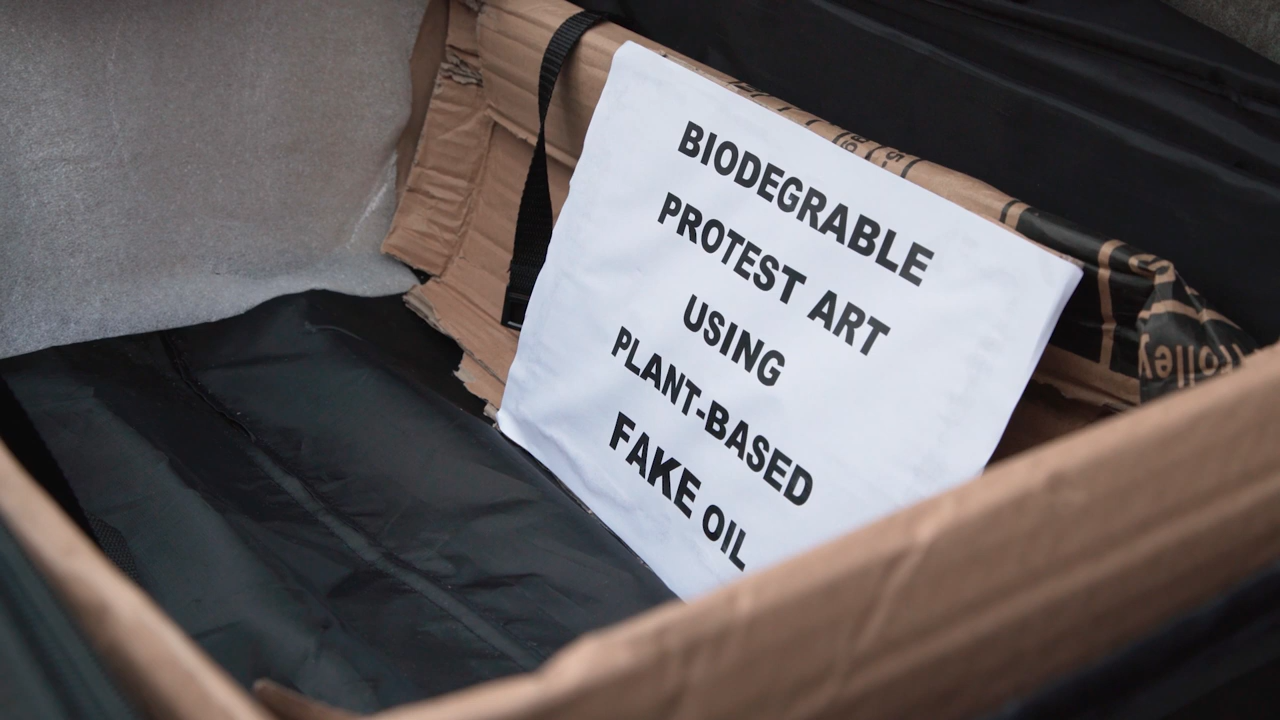 BIODEGRABLE
PROTEST ART
USING
PLANT-BASED
FAKE OIL